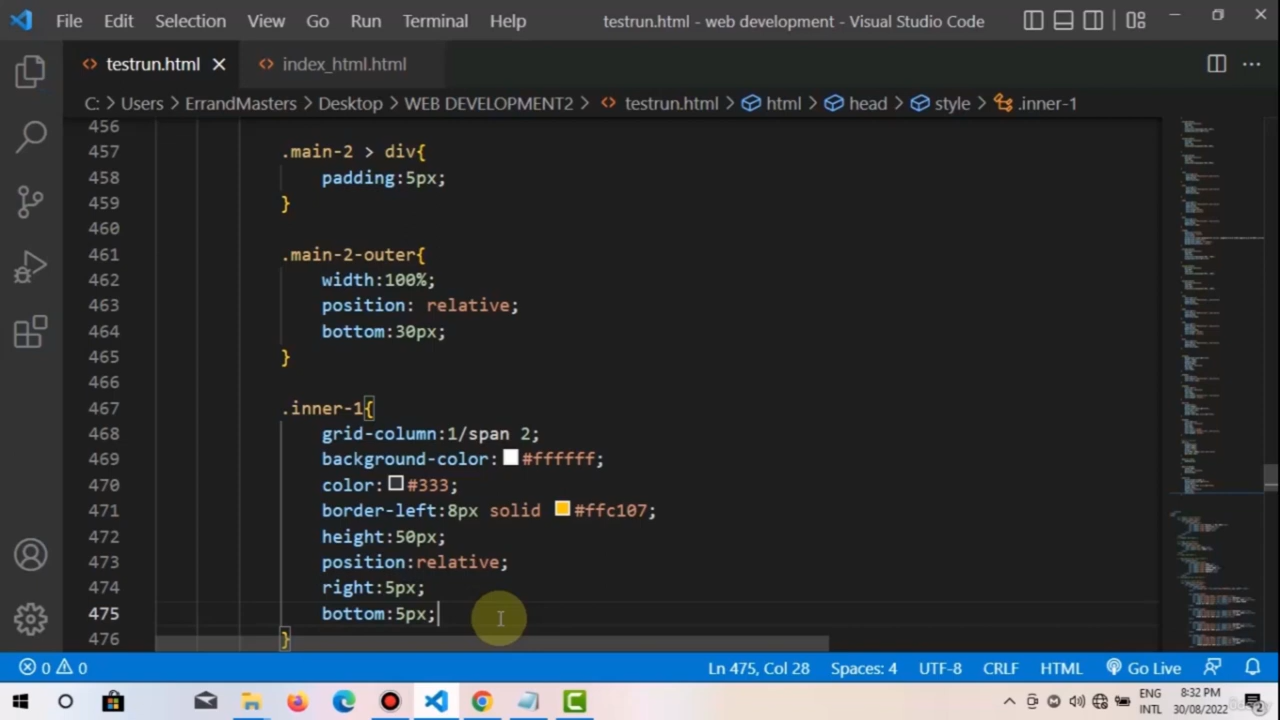 File Edit Selection View Go Run Terminal Help testrun.html - web development - Visual Studio Code
testrun.html index_html.html
C: > Users > ErrandMasters > Desktop > WEB DEVELOPMENT2 > testrun.html > html > head > style > .inner-1
456
457 .main-2 > div{
458 padding:5px;
459 }
460
461 .main-2-outer{
462 width:100%;
463 position: relative;
464 bottom:30px;
465 }
466
467 .inner-1{
468 grid-column:1/span 2;
469 background-color:#ffffff;
470 color:#333;
471 border-left:8px solid #ffc107;
472 height:50px;
473 position:relative;
474 right:5px;
475 bottom:5px;
476 }
0 0 Ln 475, Col 28 Spaces: 4 UTF-8 CRLF HTML Go Live
ENG 8:32 PM
INTL 30/08/2022 2